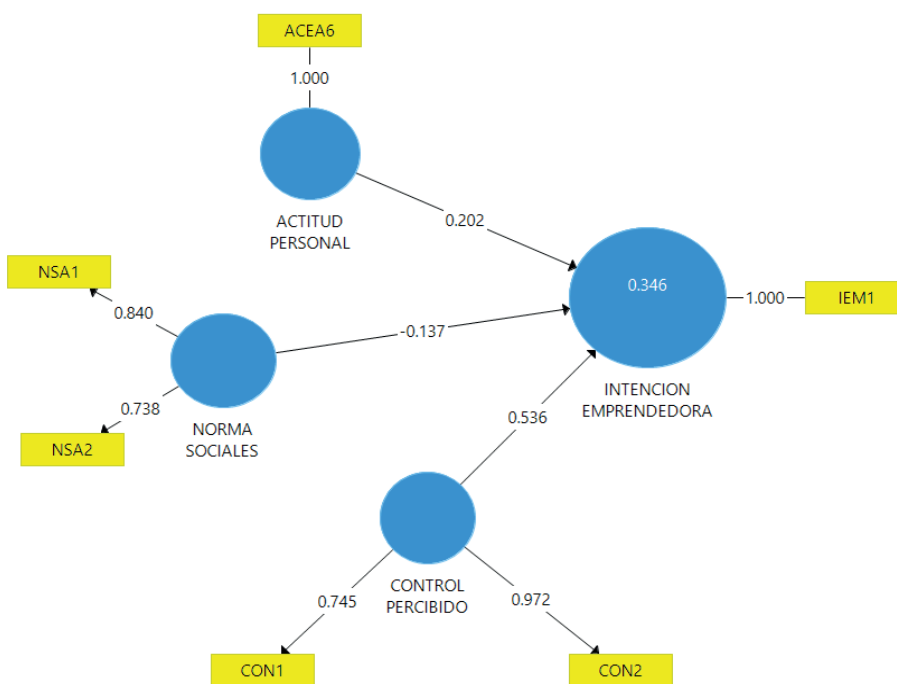 ACEA6
1.000
ACTITUD
PERSONAL
0.202
NSA1
0.840
0.346
1.000
IEM1
-0.137
INTENCION
EMPRENDEDORA
0.738
NSA2
NORMA
SOCIALES
0.536
CONTROL
PERCIBIDO
0.745
0.972
CON1
CON2